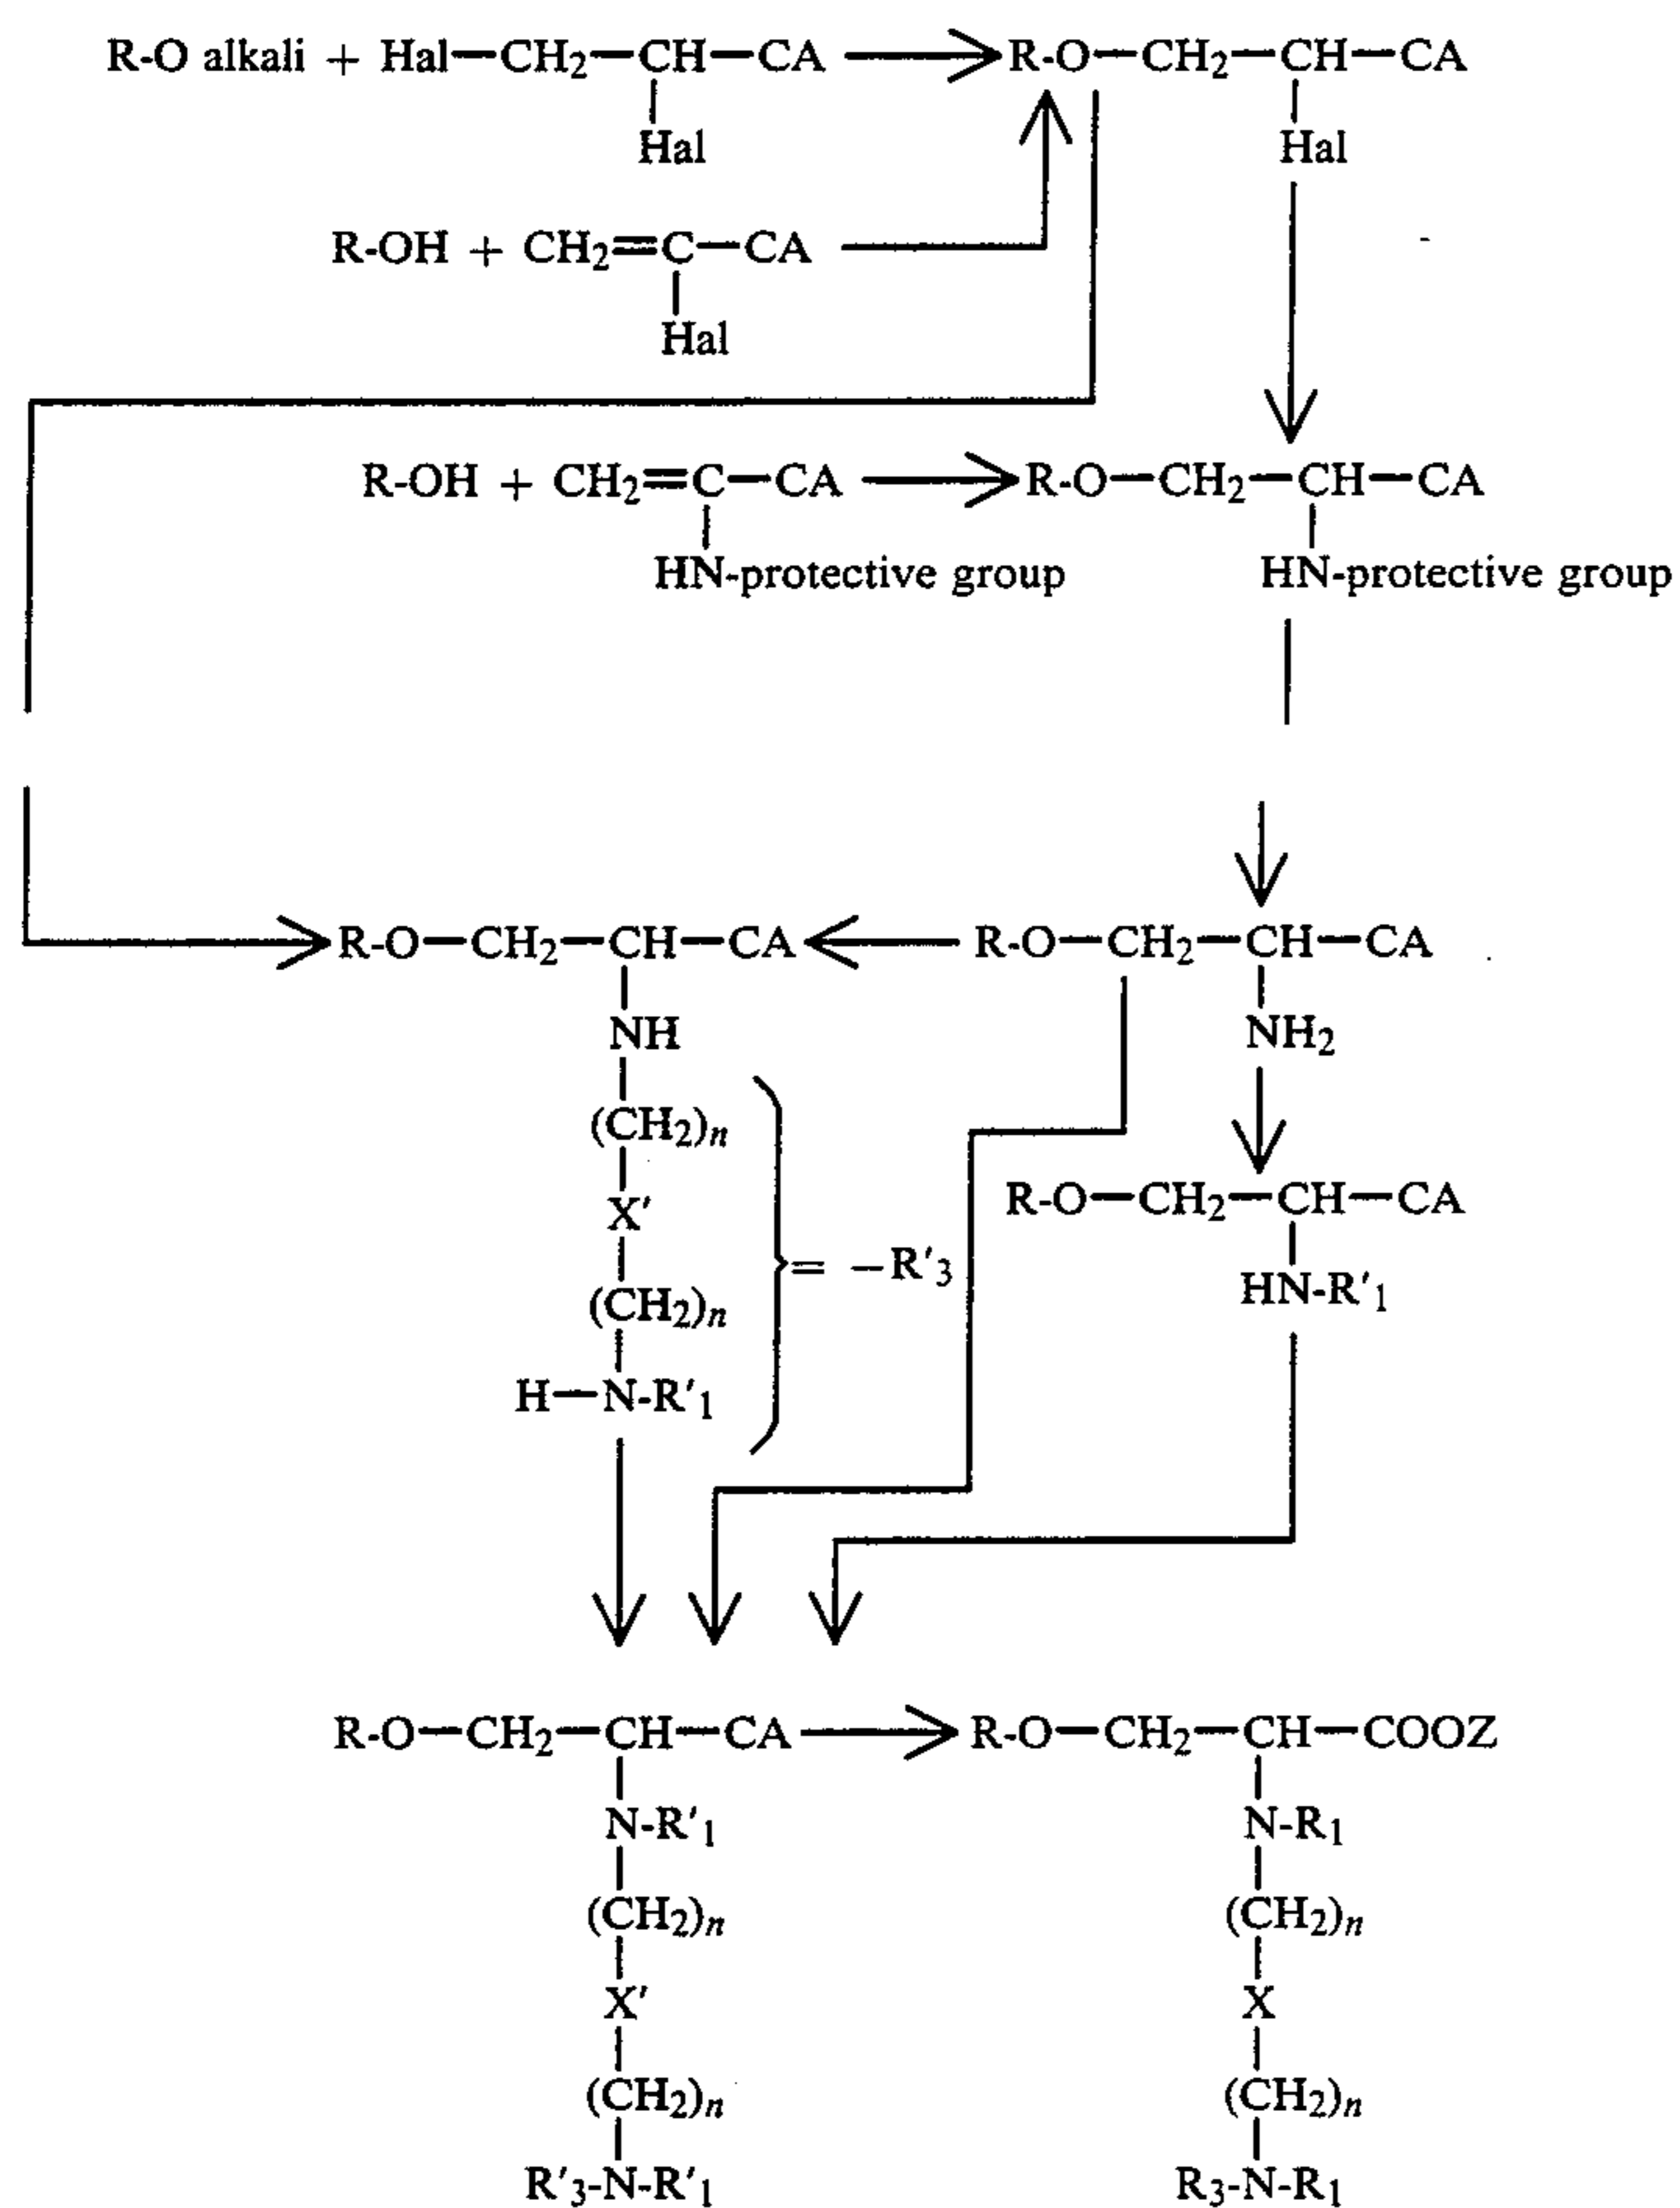 R-O alkali + Hal—CH₂—CH—CA → R-O—CH₂—CH—CA
Hal Hal
R-OH + CH₂=C—CA
Hal
R-OH + CH₂=C—CA → R-O—CH₂—CH—CA
HN-protective group HN-protective group
R-O—CH₂—CH—CA ← R-O—CH₂—CH—CA
NH NH₂
(CH₂)n
X' R-O—CH₂—CH—CA
= —R'₃
(CH₂)n HN-R'₁
H—N-R'₁
R-O—CH₂—CH—CA → R-O—CH₂—CH—COOZ
N-R'₁ N-R₁
(CH₂)n (CH₂)n
X' X
(CH₂)n (CH₂)n
R'₃-N-R'₁ R₃-N-R₁